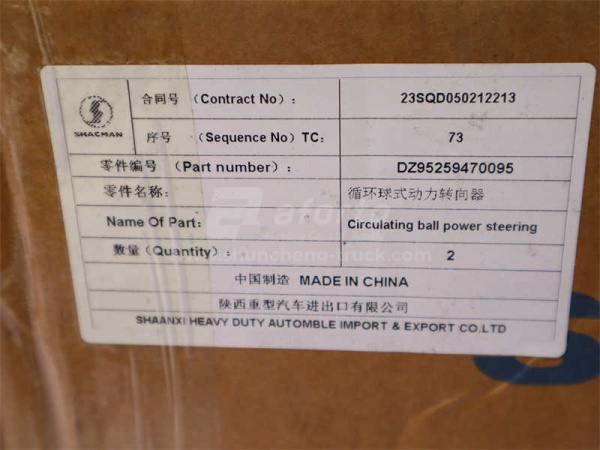 SHACMAN
合同号 (Contract No)： 23SQD050212213
序号 (Sequence No) TC： 73
零件编号 (Part number)： DZ95259470095
零件名称： 循环球式动力转向器
Name Of Part: Circulating ball power steering
数量 (Quantity)： 2
中国制造 MADE IN CHINA
陕西重型汽车进出口有限公司
SHAANXI HEAVY DUTY AUTOMBLE IMPORT & EXPORT CO.LTD